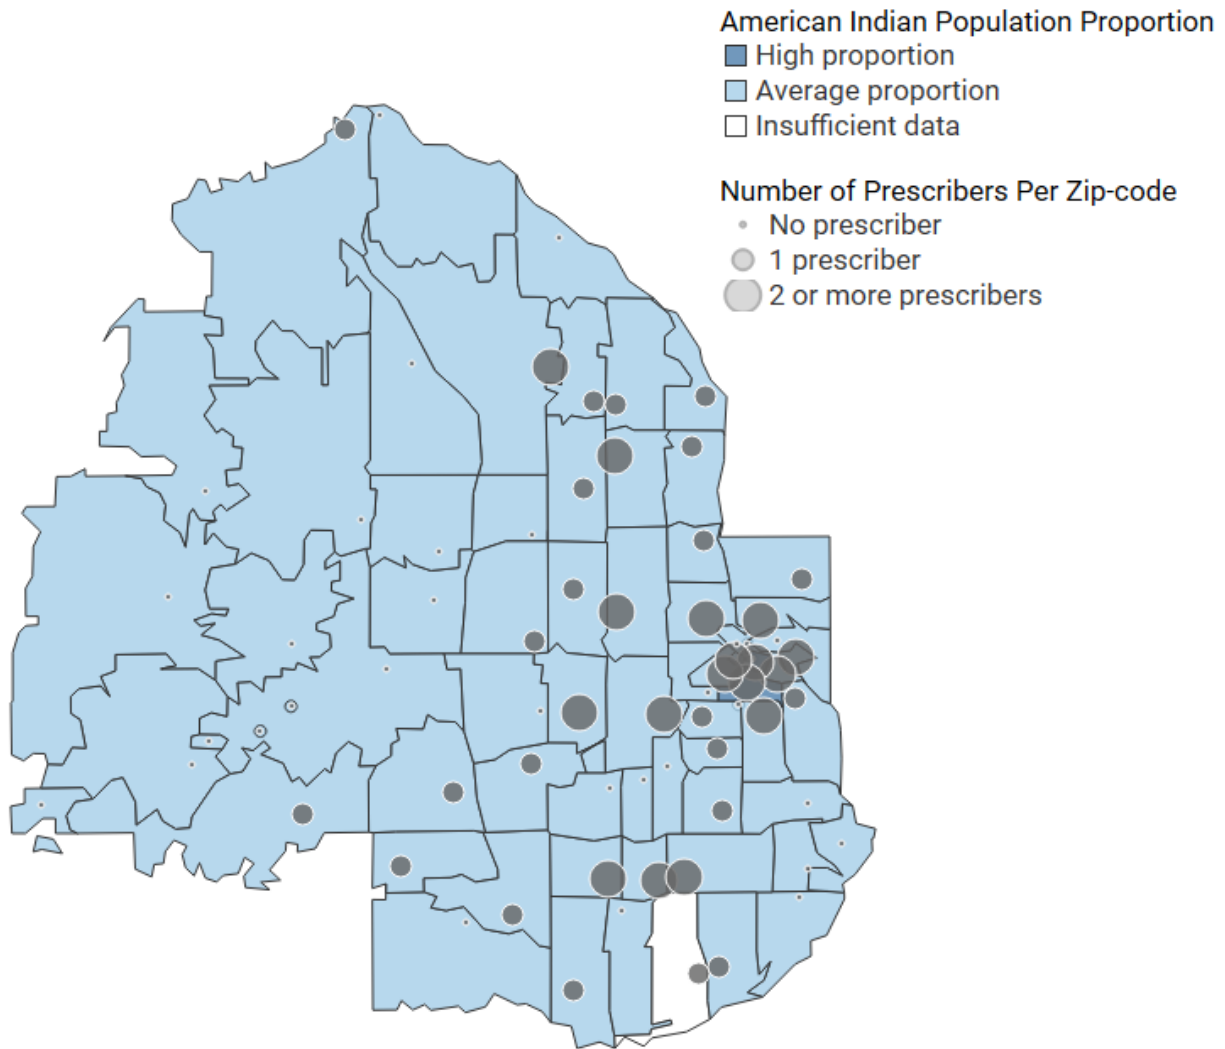 American Indian Population Proportion
High proportion
Average proportion
Insufficient data
Number of Prescribers Per Zip-code
No prescriber
1 prescriber
2 or more prescribers